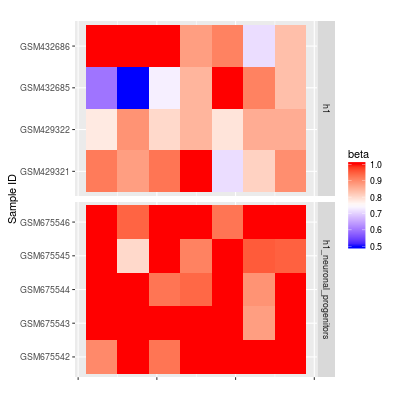 GSM432686
GSM432685
GSM429322
GSM429321
h1
GSM675546
GSM675545
GSM675544
GSM675543
GSM675542
h1_neuronal_progenitors
Sample ID
beta
1.0
0.9
0.8
0.7
0.6
0.5